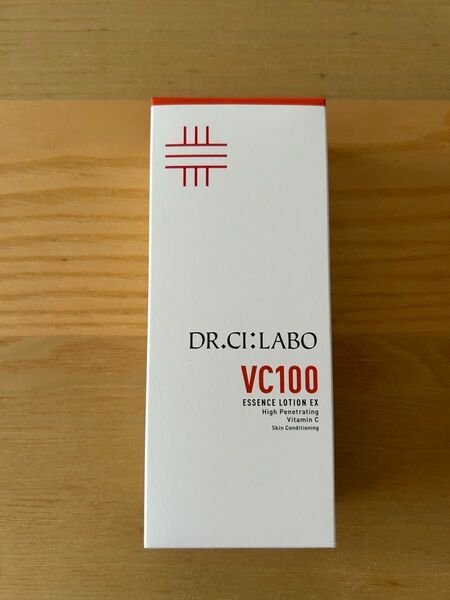 DR.CI:LABO
VC100
ESSENCE LOTION EX
High Penetrating
Vitamin C
Skin Conditioning